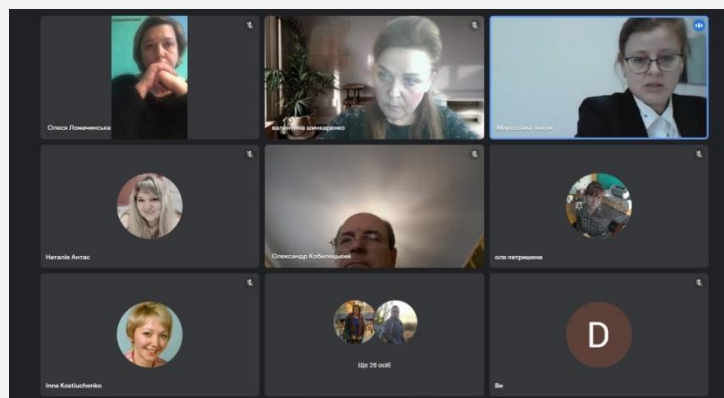 Олеся Ломачинська
валентина шинкаренко
Мирослава
Наталія Антас
Олександр Кобилецький
оля петришена
Inna Kostiuchenko
Ще 28 осіб
D
Ви